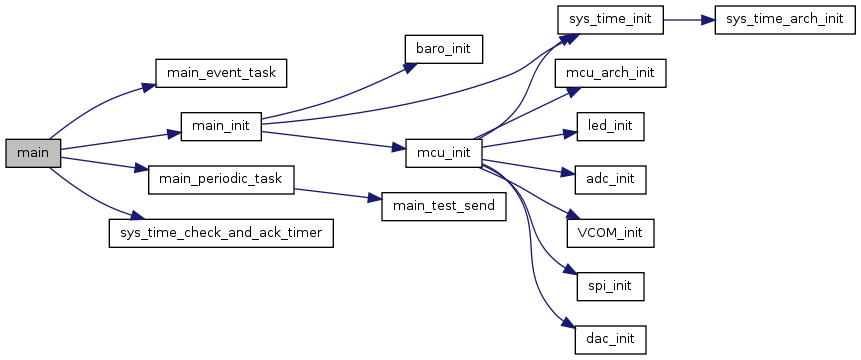 main
main_event_task
main_init
main_periodic_task
sys_time_check_and_ack_timer
baro_init
mcu_init
main_test_send
sys_time_init
mcu_arch_init
led_init
adc_init
VCOM_init
spi_init
dac_init
sys_time_arch_init